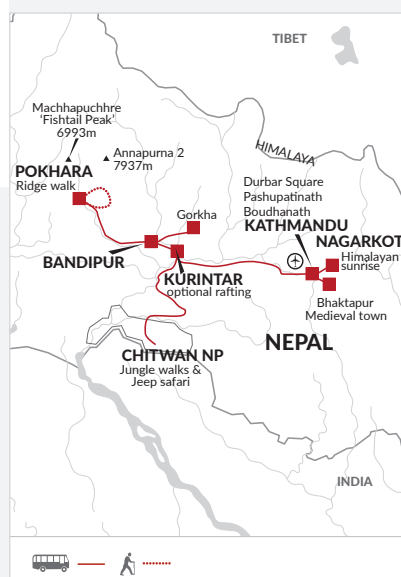 TIBET
Machhapuchhre
'Fishtail Peak'
6993m
Annapurna 2
7937m
HIMALAYA
POKHARA
Ridge walk
Durbar Square
Pashupatinath
Boudhanath
KATHMANDU
Gorkha
NAGARKOT
Himalayan
sunrise
BANDIPUR
KURINTAR
optional rafting
Bhaktapur
Medieval town
NEPAL
CHITWAN NP
Jungle walks &
Jeep safari
INDIA